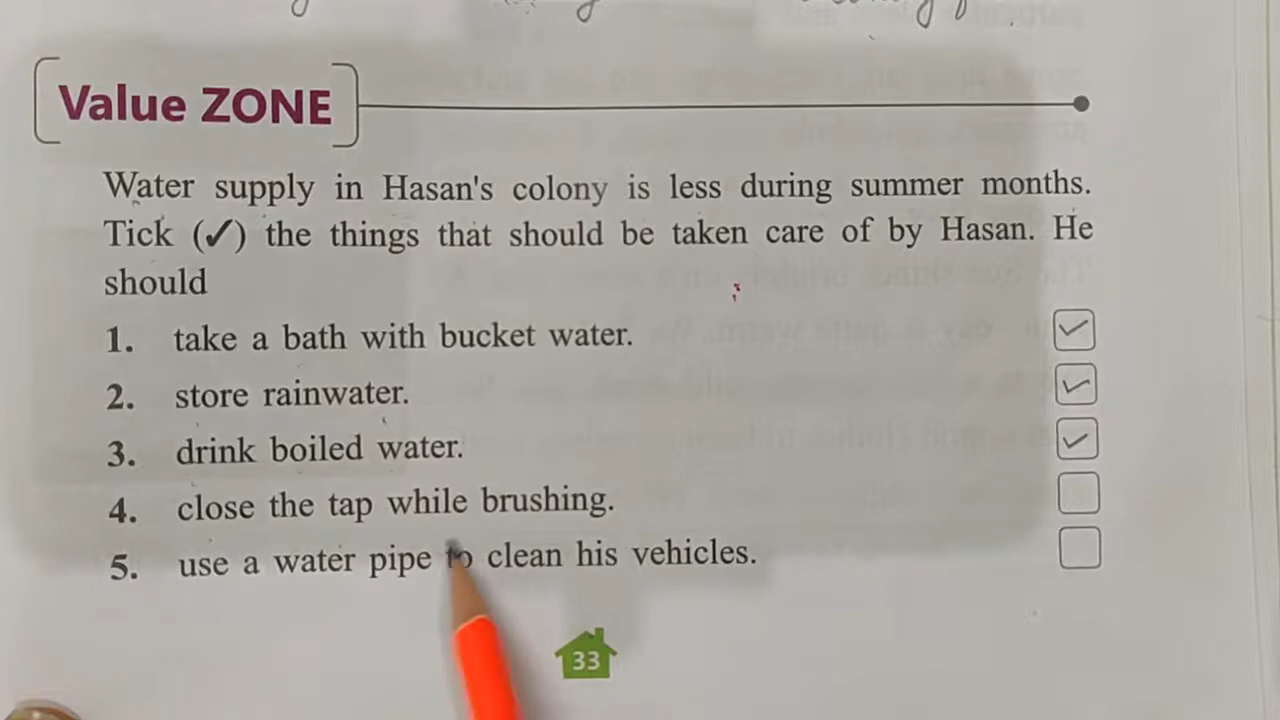 Value ZONE
Water supply in Hasan's colony is less during summer months.
Tick (✓) the things that should be taken care of by Hasan. He
should
1. take a bath with bucket water. ✓
2. store rainwater. ✓
3. drink boiled water. ✓
4. close the tap while brushing.
5. use a water pipe to clean his vehicles.
33